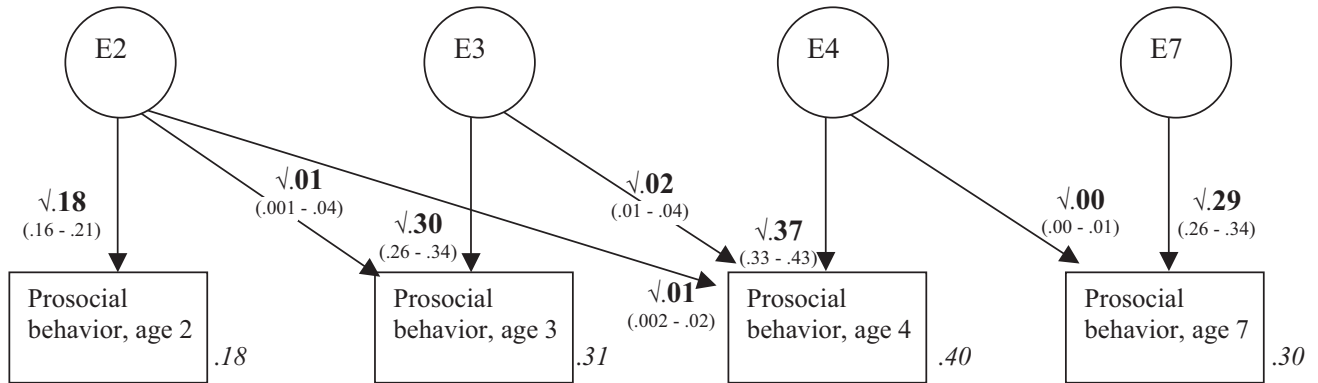 E2
E3
E4
E7
√.18
(.16 - .21)
√.01
(.001 - .04)
√.30
(.26 - .34)
√.02
(.01 - .04)
√.37
(.33 - .43)
√.01
(.002 - .02)
√.00
(.00 - .01)
√.29
(.26 - .34)
Prosocial
behavior, age 2
.18
Prosocial
behavior, age 3
.31
Prosocial
behavior, age 4
.40
Prosocial
behavior, age 7
.30